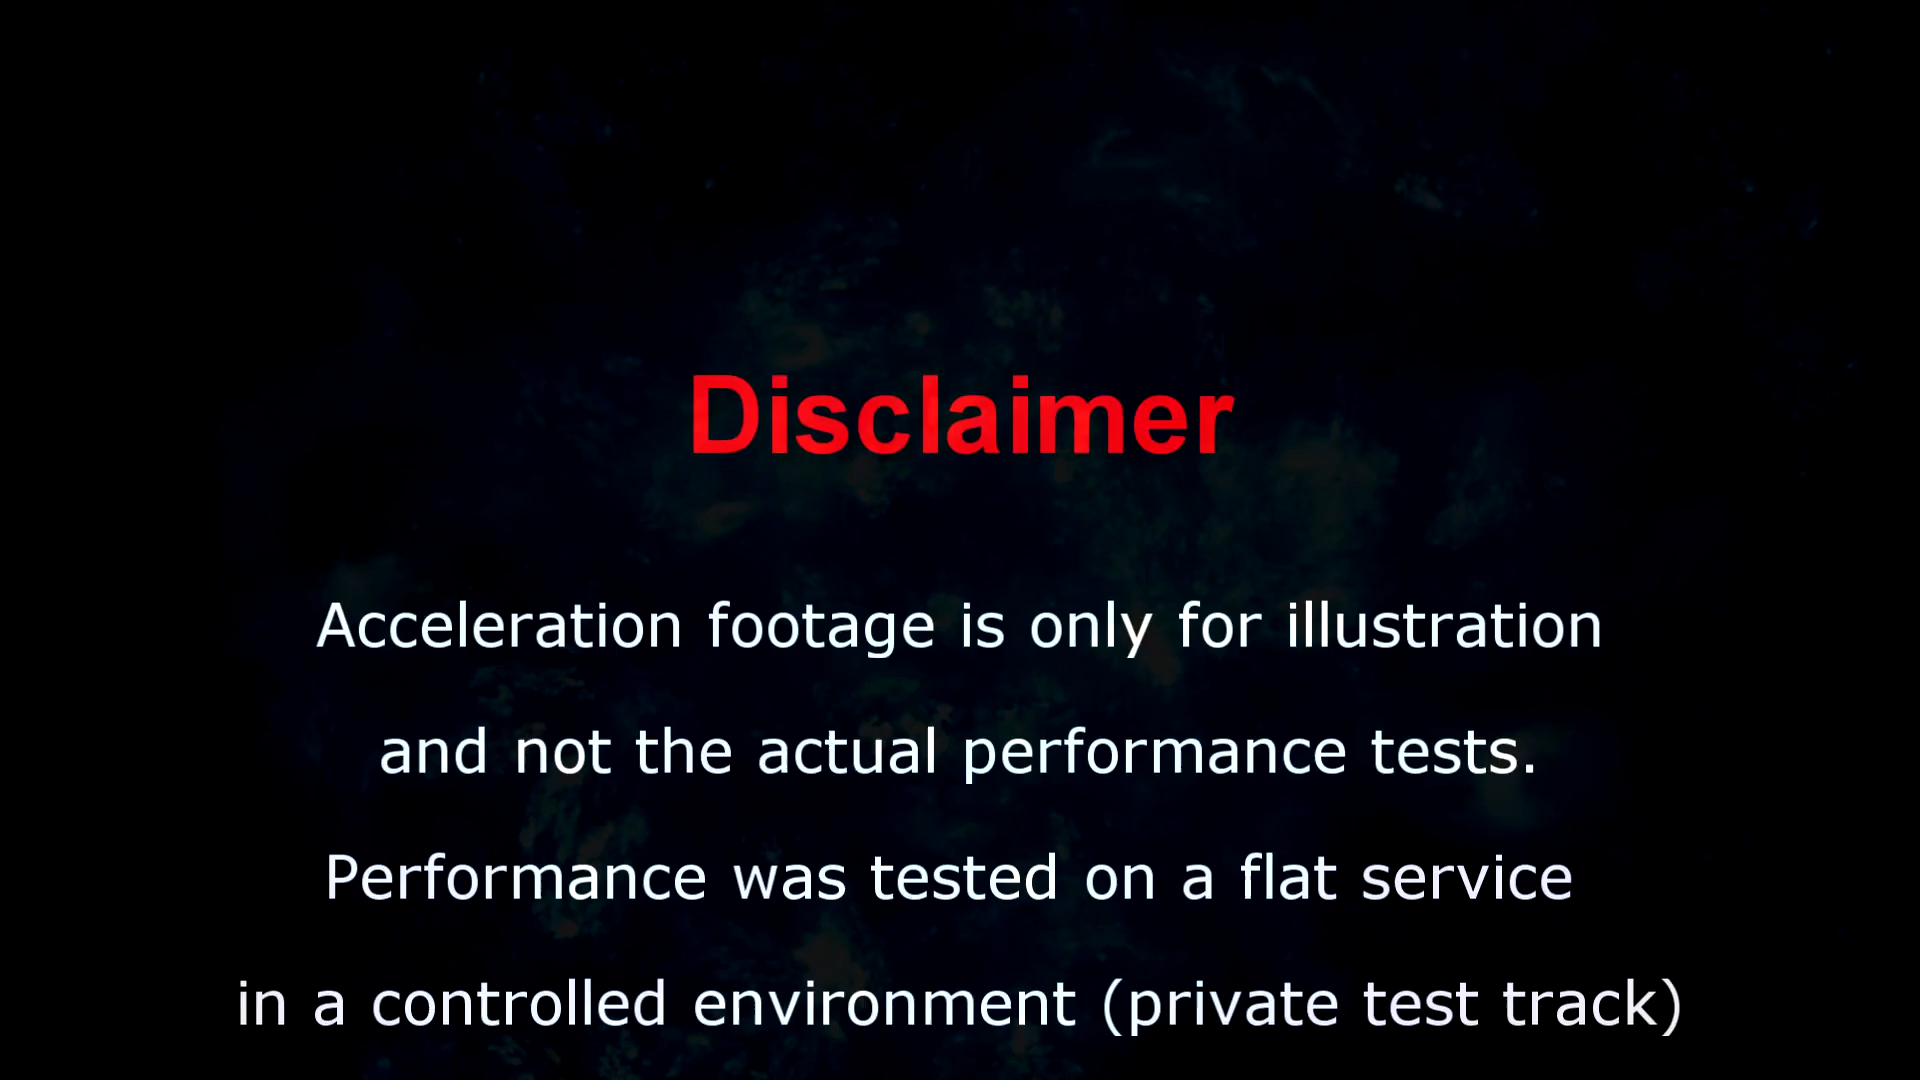 Disclaimer
Acceleration footage is only for illustration
and not the actual performance tests.
Performance was tested on a flat service
in a controlled environment (private test track)